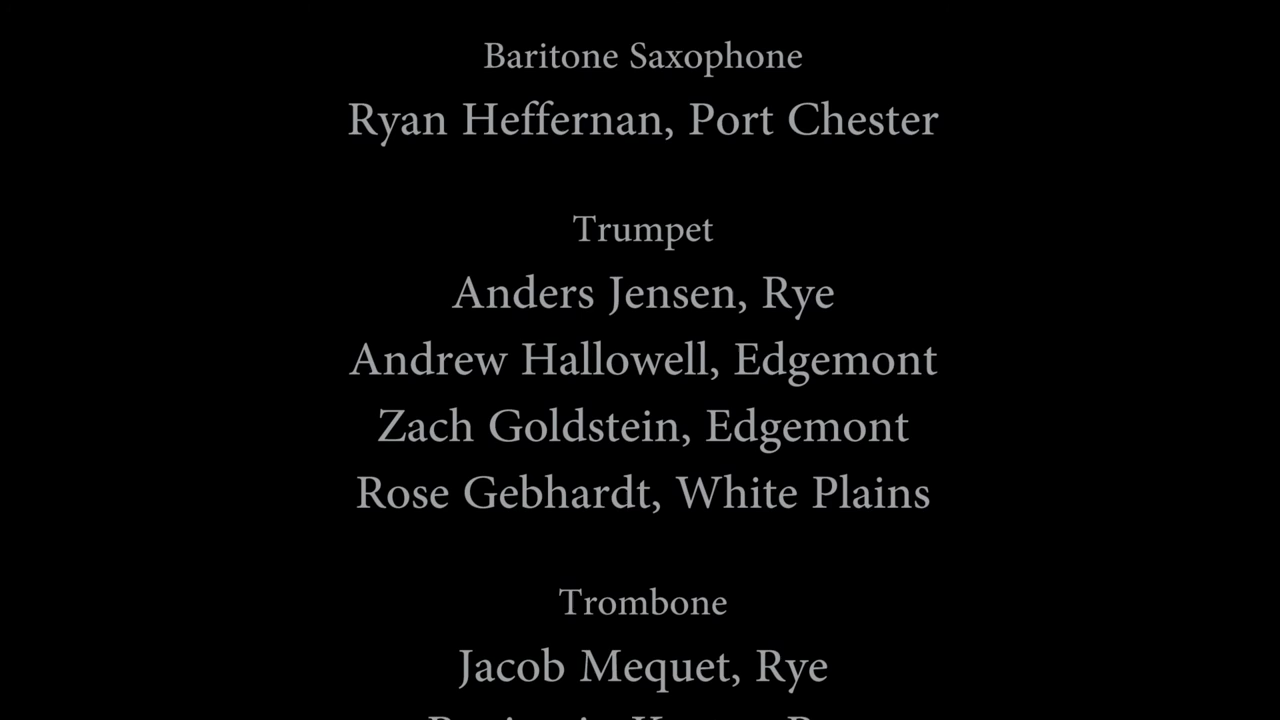 Baritone Saxophone
Ryan Heffernan, Port Chester
Trumpet
Anders Jensen, Rye
Andrew Hallowell, Edgemont
Zach Goldstein, Edgemont
Rose Gebhardt, White Plains
Trombone
Jacob Mequet, Rye